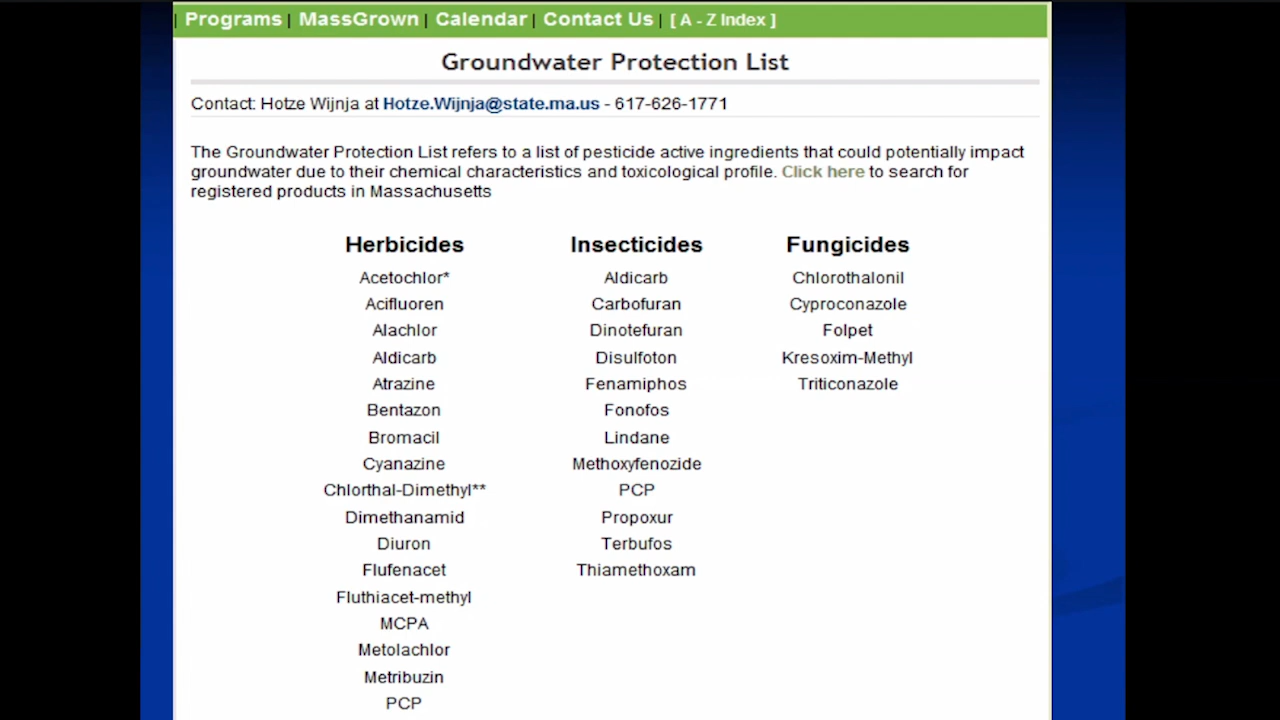 | Programs | MassGrown | Calendar | Contact Us | [ A - Z Index ]
Groundwater Protection List
Contact: Hotze Wijnja at Hotze.Wijnja@state.ma.us - 617-626-1771
The Groundwater Protection List refers to a list of pesticide active ingredients that could potentially impact
groundwater due to their chemical characteristics and toxicological profile. Click here to search for
registered products in Massachusetts
Herbicides
Acetochlor*
Acifluoren
Alachlor
Aldicarb
Atrazine
Bentazon
Bromacil
Cyanazine
Chlorthal-Dimethyl**
Dimethanamid
Diuron
Flufenacet
Fluthiacet-methyl
MCPA
Metolachlor
Metribuzin
PCP
Insecticides
Aldicarb
Carbofuran
Dinotefuran
Disulfoton
Fenamiphos
Fonofos
Lindane
Methoxyfenozide
PCP
Propoxur
Terbufos
Thiamethoxam
Fungicides
Chlorothalonil
Cyproconazole
Folpet
Kresoxim-Methyl
Triticonazole